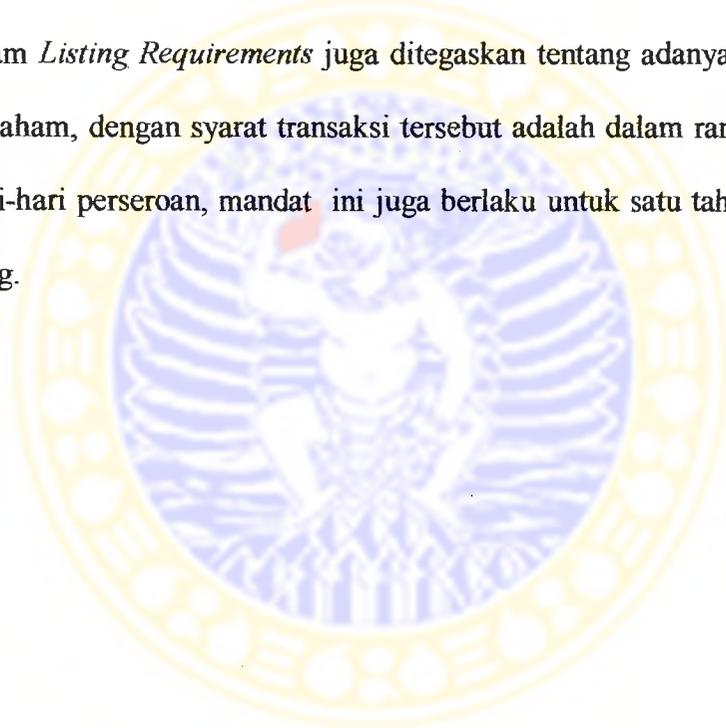 am Listing Requirements juga ditegaskan tentang adanya
aham, dengan syarat transaksi tersebut adalah dalam ran
i-hari perseroan, mandat ini juga berlaku untuk satu tah
g.